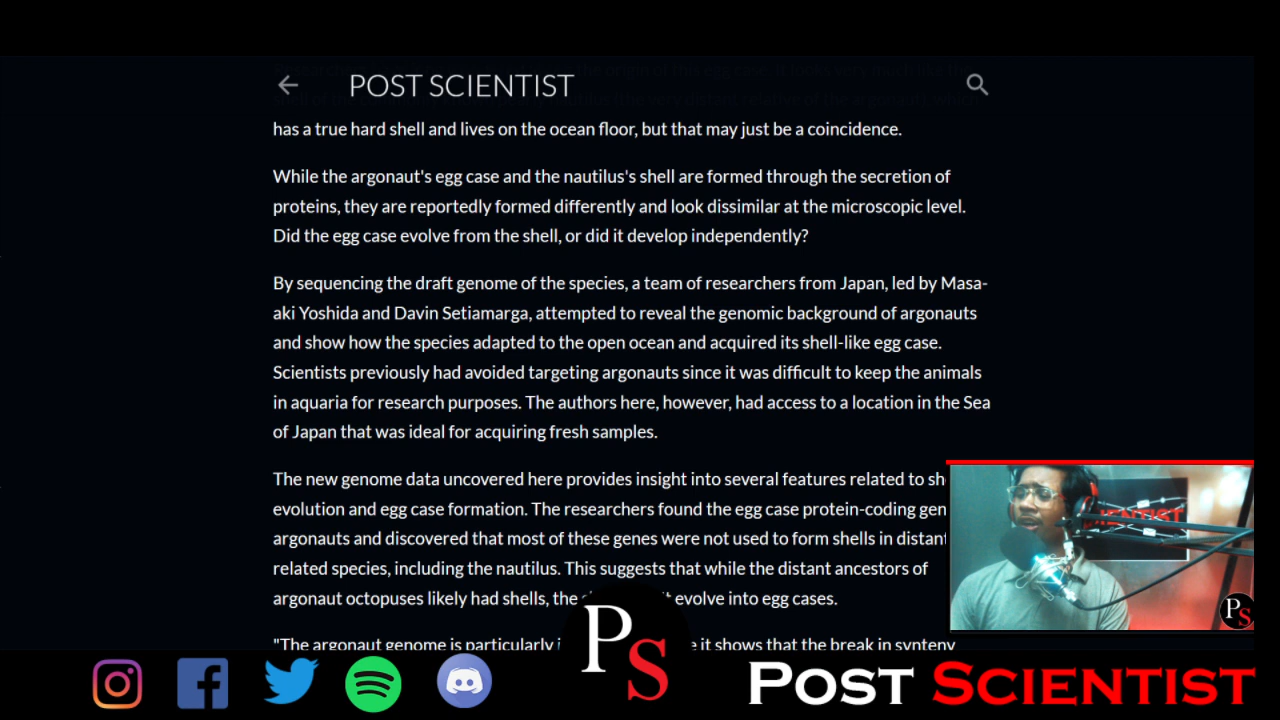 POST SCIENTIST
has a true hard shell and lives on the ocean floor, but that may just be a coincidence.
While the argonaut's egg case and the nautilus's shell are formed through the secretion of
proteins, they are reportedly formed differently and look dissimilar at the microscopic level.
Did the egg case evolve from the shell, or did it develop independently?
By sequencing the draft genome of the species, a team of researchers from Japan, led by Masa-
aki Yoshida and Davin Setiamarga, attempted to reveal the genomic background of argonauts
and show how the species adapted to the open ocean and acquired its shell-like egg case.
Scientists previously had avoided targeting argonauts since it was difficult to keep the animals
in aquaria for research purposes. The authors here, however, had access to a location in the Sea
of Japan that was ideal for acquiring fresh samples.
The new genome data uncovered here provides insight into several features related to sh
evolution and egg case formation. The researchers found the egg case protein-coding gen
argonauts and discovered that most of these genes were not used to form shells in distant
related species, including the nautilus. This suggests that while the distant ancestors of
argonaut octopuses likely had shells, the evolve into egg cases.
"The argonaut genome is particularly it shows that the break in synteny
SCIENTIST
PS
PS
POST SCIENTIST